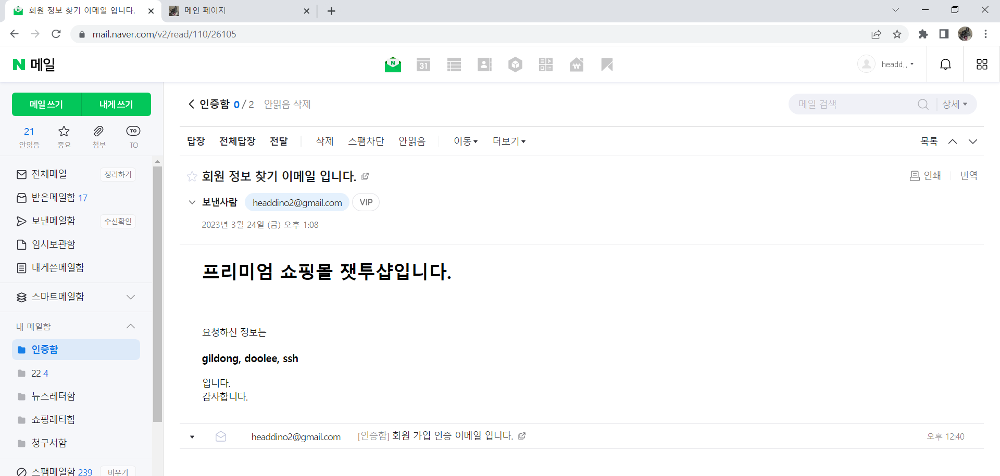 회원 정보 찾기 이메일 입니다.
메인 페이지
mail.naver.com/v2/read/110/26105
N 메일
N
31
headd..
메일 쓰기
내게 쓰기
21
안읽음
중요
첨부
TO
TO
전체메일
정리하기
받은메일함 17
보낸메일함
수신확인
임시보관함
내게쓴메일함
스마트메일함
내 메일함
인증함
22 4
뉴스레터함
쇼핑레터함
청구서함
스팸메일함 239
비우기
인증함 0 / 2 안읽음 삭제
메일 검색
상세
답장 전체답장 전달 삭제 스팸차단 안읽음 이동 더보기
목록
회원 정보 찾기 이메일 입니다.
인쇄 번역
보낸사람 headdino2@gmail.com VIP
2023년 3월 24일 (금) 오후 1:08
프리미엄 쇼핑몰 잿투샵입니다.
요청하신 정보는
gildong, doolee, ssh
입니다.
감사합니다.
headdino2@gmail.com [인증함] 회원 가입 인증 이메일 입니다. 오후 12:40